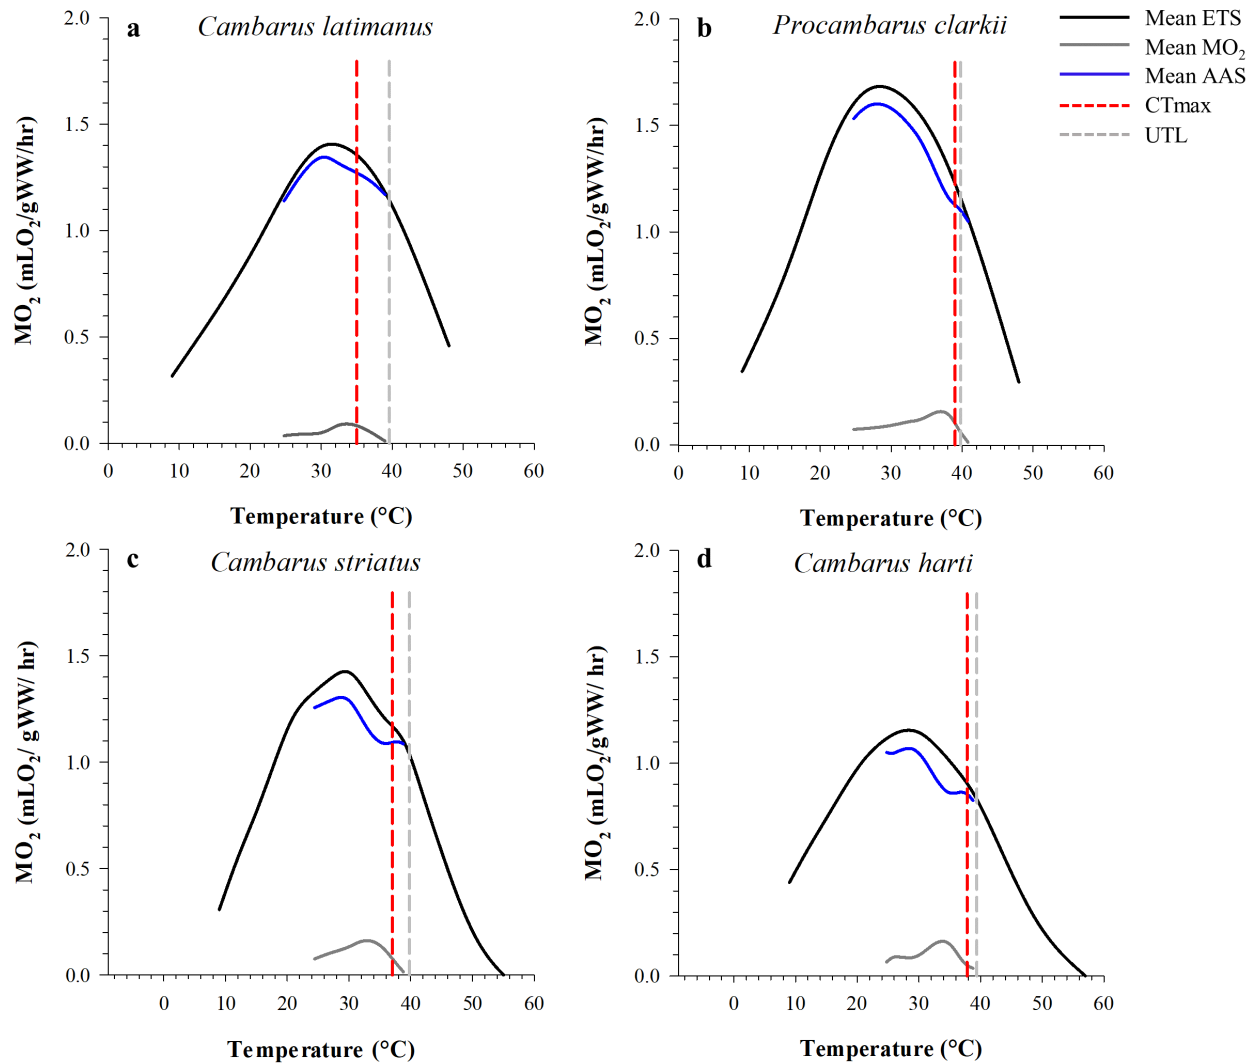 a
Cambarus latimanus
MO2 (mLO2/gWW/hr)
2.0
1.5
1.0
0.5
0.0
0 10 20 30 40 50 60
Temperature (°C)
b
Procambarus clarkii
MO2 (mLO2/gWW/hr)
2.0
1.5
1.0
0.5
0.0
0 10 20 30 40 50 60
Temperature (°C)
Mean ETS
Mean MO2
Mean AAS
CTmax
UTL
c
Cambarus striatus
MO2 (mLO2/ gWW/ hr)
2.0
1.5
1.0
0.5
0.0
0 10 20 30 40 50 60
Temperature (°C)
d
Cambarus harti
MO2 (mLO2/gWW/ hr)
2.0
1.5
1.0
0.5
0.0
0 10 20 30 40 50 60
Temperature (°C)